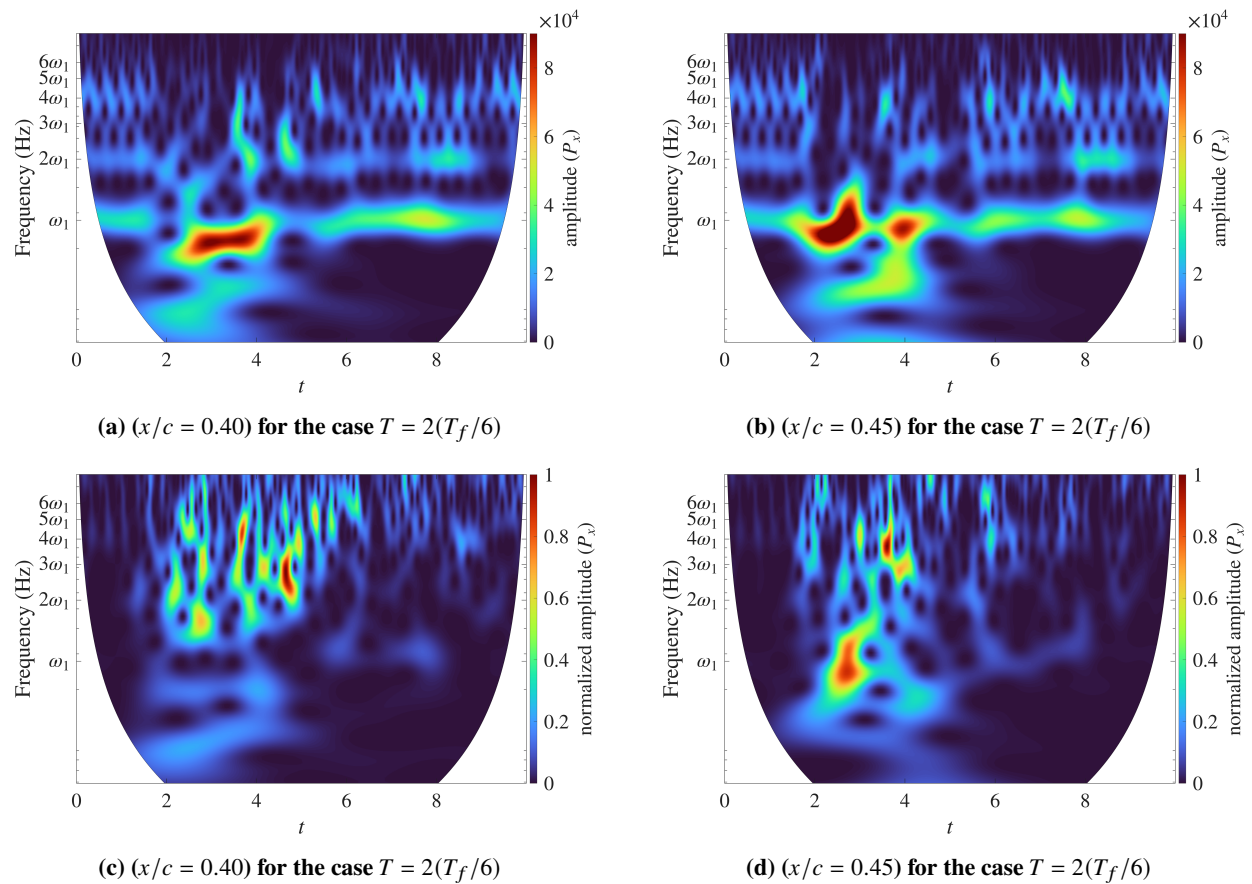 ×10⁴
6ω₁
5ω₁
4ω₁
3ω₁
2ω₁
ω₁
Frequency (Hz)
0 2 4 6 8
t
8
6
4
2
0
amplitude (Pₓ)
(a) (x/c = 0.40) for the case T = 2(T_f/6)
×10⁴
6ω₁
5ω₁
4ω₁
3ω₁
2ω₁
ω₁
Frequency (Hz)
0 2 4 6 8
t
8
6
4
2
0
amplitude (Pₓ)
(b) (x/c = 0.45) for the case T = 2(T_f/6)
6ω₁
5ω₁
4ω₁
3ω₁
2ω₁
ω₁
Frequency (Hz)
0 2 4 6 8
t
1
0.8
0.6
0.4
0.2
0
normalized amplitude (Pₓ)
(c) (x/c = 0.40) for the case T = 2(T_f/6)
6ω₁
5ω₁
4ω₁
3ω₁
2ω₁
ω₁
Frequency (Hz)
0 2 4 6 8
t
1
0.8
0.6
0.4
0.2
0
normalized amplitude (Pₓ)
(d) (x/c = 0.45) for the case T = 2(T_f/6)